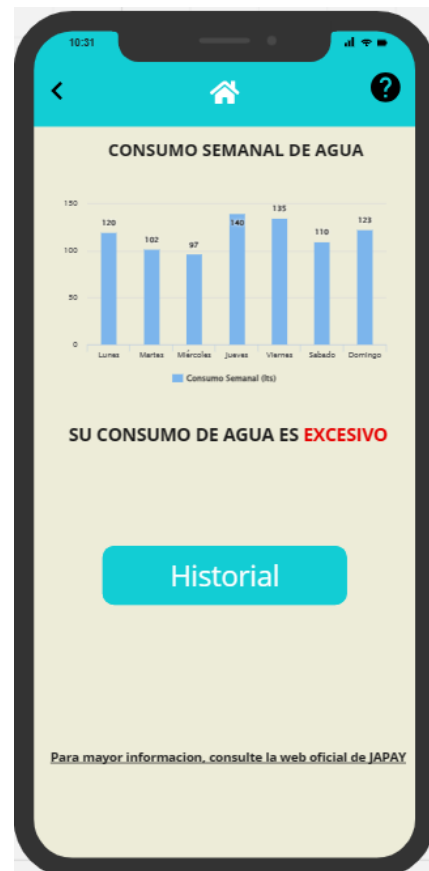 10:31
CONSUMO SEMANAL DE AGUA
150
100
50
0
120
102
97
140
135
110
123
Lunes Martes Miércoles Jueves Viernes Sabado Domingo
Consumo Semanal (lts)
SU CONSUMO DE AGUA ES EXCESIVO
Historial
Para mayor informacion, consulte la web oficial de JAPAY